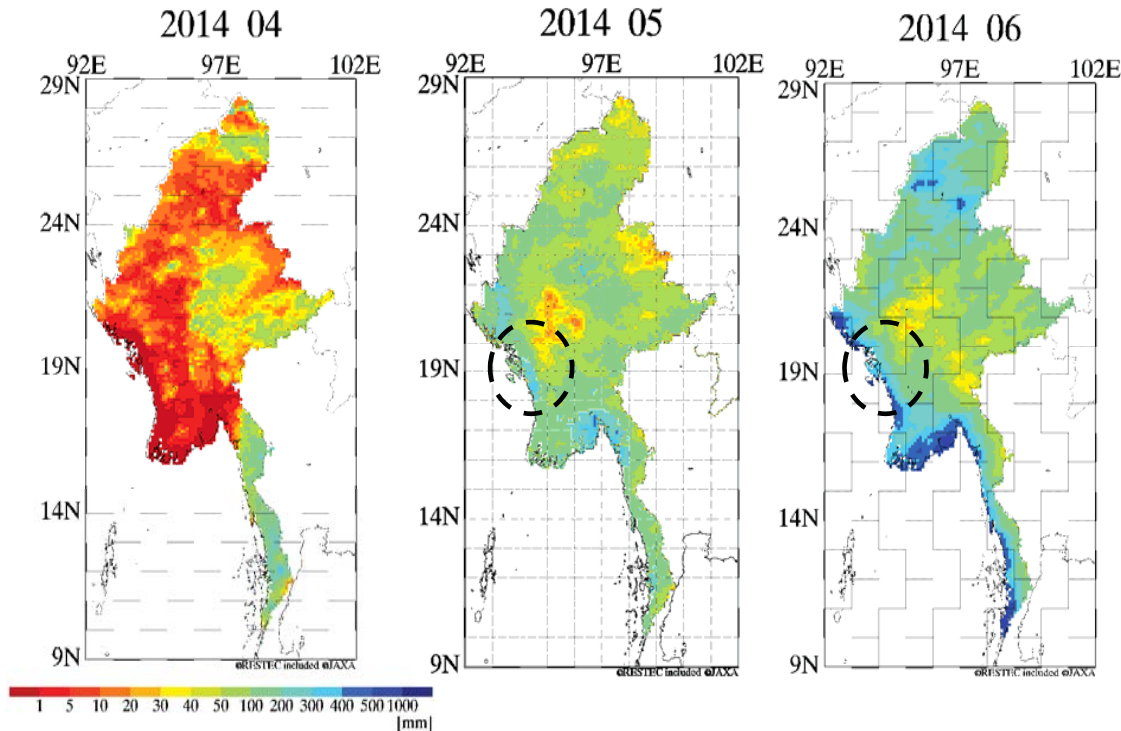 2014 04
92E 97E 102E
29N
24N
19N
14N
9N
©RESTEC included @JAXA
1 5 10 20 30 40 50 100 200 300 400 500 1000
[mm]
2014 05
92E 97E 102E
29N
24N
19N
14N
9N
©RESTEC included @JAXA
2014 06
92E 97E 102E
29N
24N
19N
14N
9N
©RESTEC included @JAXA